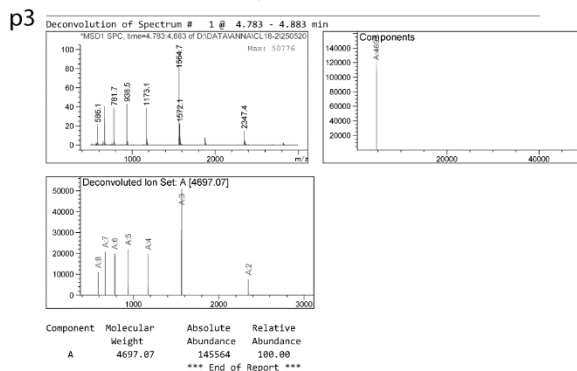 p3
Deconvolution of Spectrum # 1 @ 4.783 - 4.883 min
*MSD1 SPC, time=4.783:4.883 of D:\DATA\ANNA\CL18-2\250520
Max: 50776
100
80
60
40
20
0
586.1
781.7
938.5
1173.1
1564.7
1572.1
2347.4
1000
2000
m/z
Components
140000
120000
100000
80000
60000
40000
20000
20000
40000
Deconvoluted Ion Set: A [4697.07]
50000
40000
30000
20000
10000
0
A:8
A:7
A:6
A:5
A:4
A:3
A:2
1000
2000
3000
Component Molecular Absolute Relative
Weight Abundance Abundance
A 4697.07 145564 100.00
*** End of Report ***